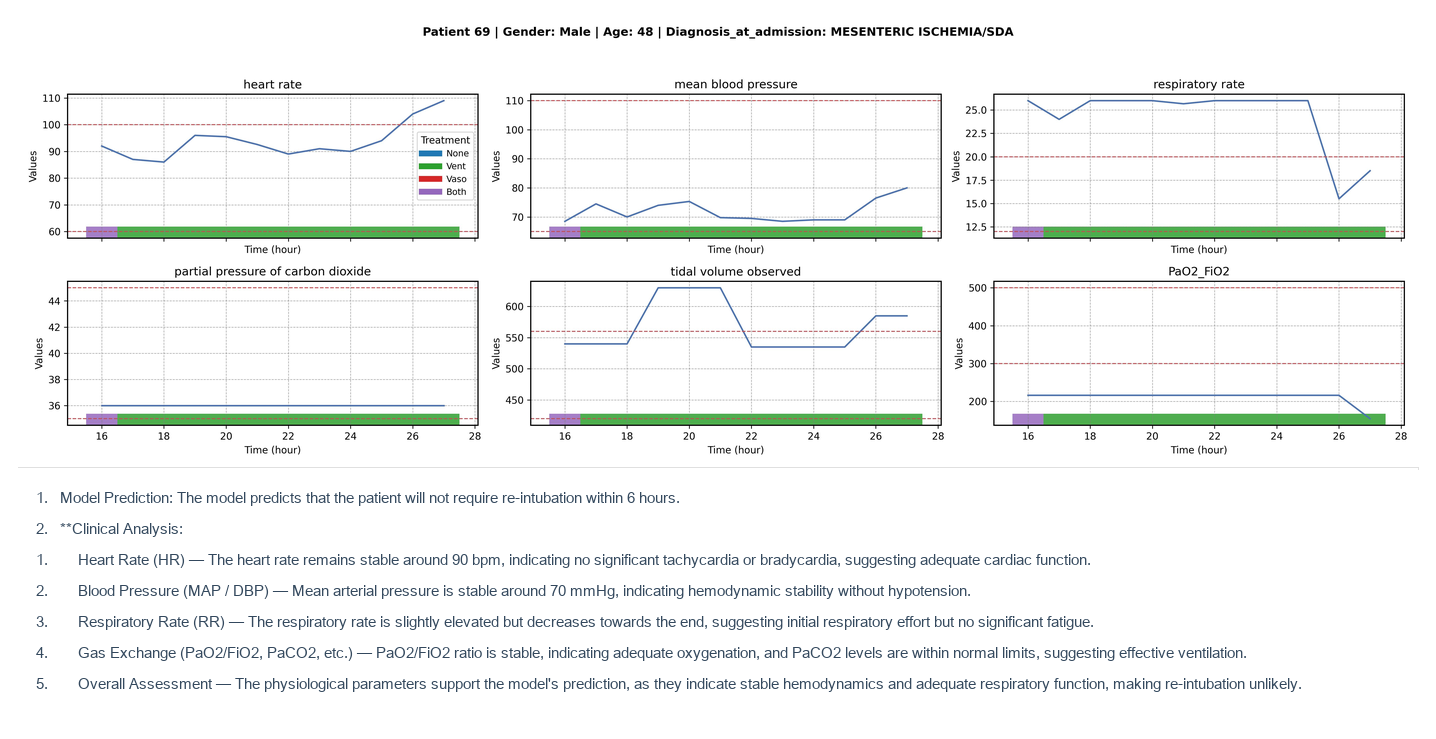 Patient 69 | Gender: Male | Age: 48 | Diagnosis_at_admission: MESENTERIC ISCHEMIA/SDA
heart rate
110
100
90
80
70
60
Values
Time (hour)
Treatment
None
Vent
Vaso
Both
mean blood pressure
110
100
90
80
70
Values
Time (hour)
respiratory rate
25.0
22.5
20.0
17.5
15.0
12.5
Values
Time (hour)
partial pressure of carbon dioxide
44
42
40
38
36
Values
16 18 20 22 24 26 28
Time (hour)
tidal volume observed
600
550
500
450
Values
16 18 20 22 24 26 28
Time (hour)
PaO2_FiO2
500
400
300
200
Values
16 18 20 22 24 26 28
Time (hour)
1. Model Prediction: The model predicts that the patient will not require re-intubation within 6 hours.
2. **Clinical Analysis:
1. Heart Rate (HR) — The heart rate remains stable around 90 bpm, indicating no significant tachycardia or bradycardia, suggesting adequate cardiac function.
2. Blood Pressure (MAP / DBP) — Mean arterial pressure is stable around 70 mmHg, indicating hemodynamic stability without hypotension.
3. Respiratory Rate (RR) — The respiratory rate is slightly elevated but decreases towards the end, suggesting initial respiratory effort but no significant fatigue.
4. Gas Exchange (PaO2/FiO2, PaCO2, etc.) — PaO2/FiO2 ratio is stable, indicating adequate oxygenation, and PaCO2 levels are within normal limits, suggesting effective ventilation.
5. Overall Assessment — The physiological parameters support the model's prediction, as they indicate stable hemodynamics and adequate respiratory function, making re-intubation unlikely.